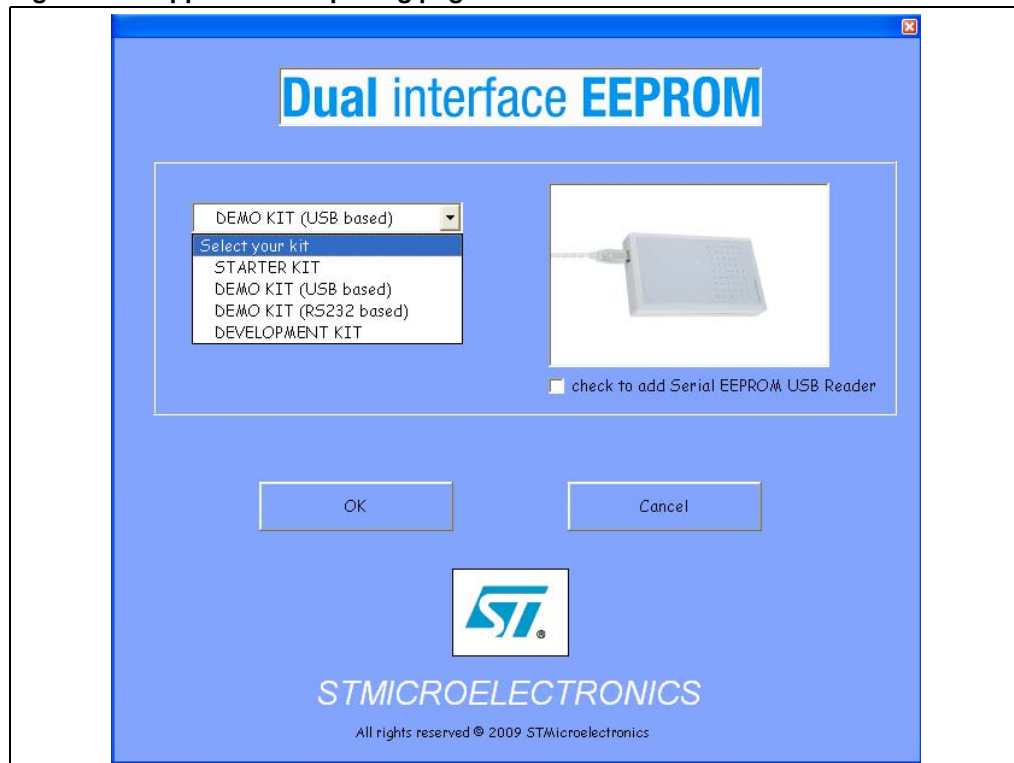 Dual interface EEPROM
DEMO KIT (USB based)
Select your kit
STARTER KIT
DEMO KIT (USB based)
DEMO KIT (RS232 based)
DEVELOPMENT KIT
check to add Serial EEPROM USB Reader
OK
Cancel
ST®
STMICROELECTRONICS
All rights reserved © 2009 STMicroelectronics